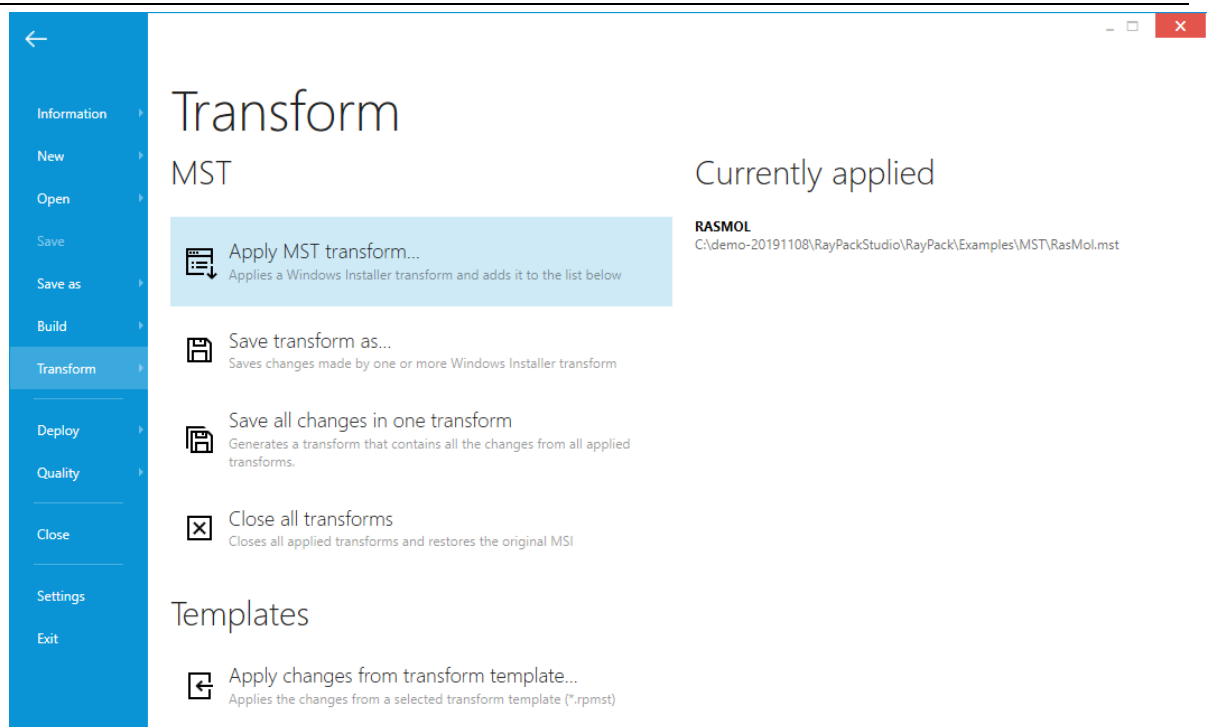 Information
New
Open
Save
Save as
Build
Transform
Deploy
Quality
Close
Settings
Exit
Transform
MST
Apply MST transform...
Applies a Windows Installer transform and adds it to the list below
Save transform as...
Saves changes made by one or more Windows Installer transform
Save all changes in one transform
Generates a transform that contains all the changes from all applied
transforms.
Close all transforms
Closes all applied transforms and restores the original MSI
Templates
Apply changes from transform template...
Applies the changes from a selected transform template (*.rpmst)
Currently applied
RASMOL
C:\demo-20191108\RayPackStudio\RayPack\Examples\MST\RasMol.mst